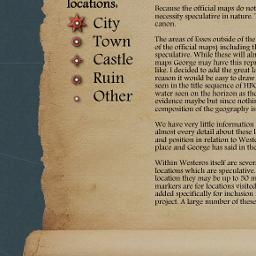 locations.
City
Town
Castle
Ruin
Other
Because the official maps do not
necessity speculative in nature.
canon.
The areas of Essos outside of the
of the official maps) including th
speculative. While these will alm
maps George may have this rep
like. I decided to add the great la
reason it would be easy to draw
seen in the title sequence of HBO
water seen on the horizon as the
evidence maybe but since nothin
composition of the geography is
We have very little information
almost every detail about these l
and position in relation to Weste
place and George has said in the
Within Westeros itself are sever
locations which are speculative.
location they may be up to 50 m
markers are for locations visited
added specifically for inclusion
project. A large number of these